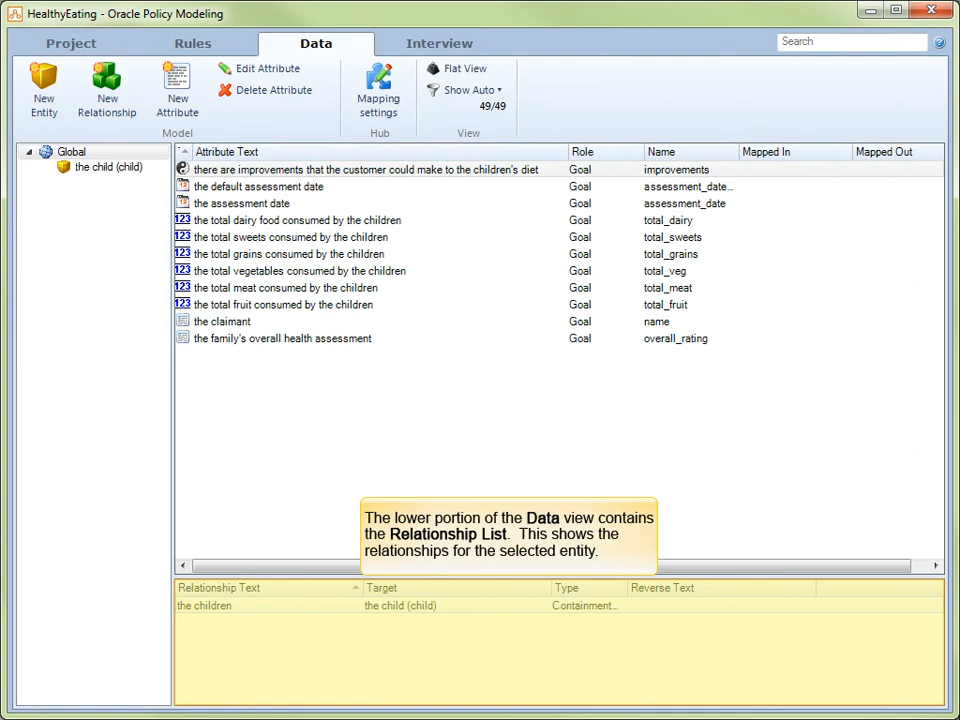 HealthyEating - Oracle Policy Modeling
Project Rules Data Interview
Search
New Entity
New Relationship
New Attribute
Edit Attribute
Delete Attribute
Model
Mapping settings
Hub
Flat View
Show Auto
49/49
View
Global
the child (child)
Attribute Text Role Name Mapped In Mapped Out
there are improvements that the customer could make to the children's diet Goal improvements
the default assessment date Goal assessment_date...
the assessment date Goal assessment_date
123 the total dairy food consumed by the children Goal total_dairy
123 the total sweets consumed by the children Goal total_sweets
123 the total grains consumed by the children Goal total_grains
123 the total vegetables consumed by the children Goal total_veg
123 the total meat consumed by the children Goal total_meat
123 the total fruit consumed by the children Goal total_fruit
the claimant Goal name
the family's overall health assessment Goal overall_rating
The lower portion of the Data view contains
the Relationship List. This shows the
relationships for the selected entity.
Relationship Text Target Type Reverse Text
the children the child (child) Containment...